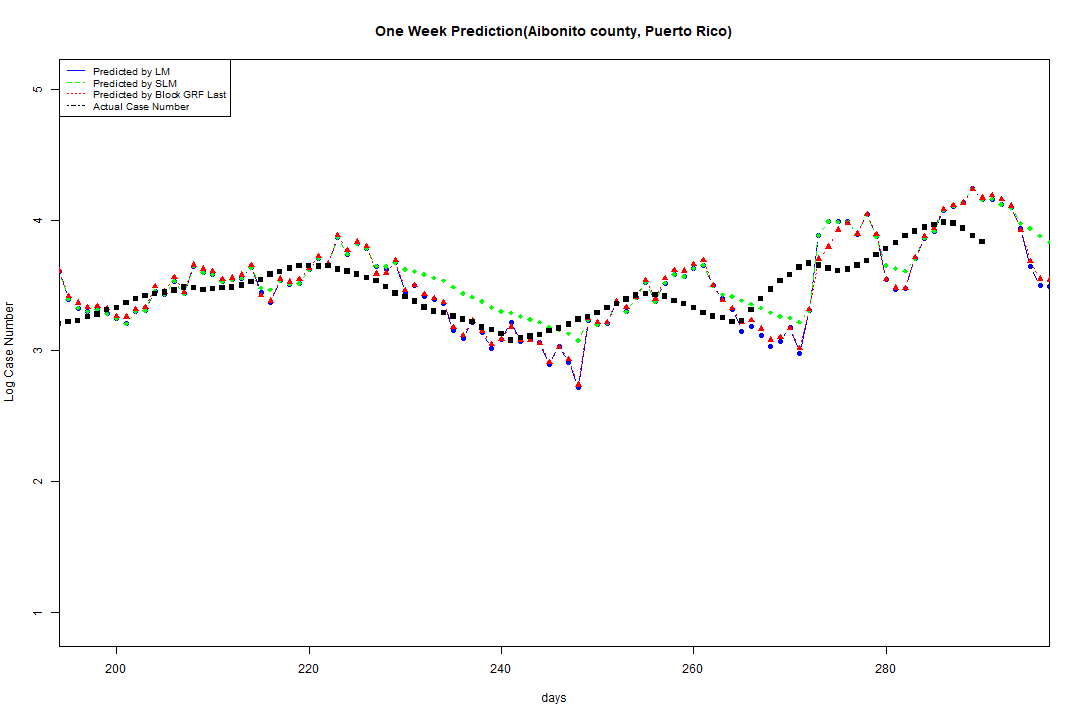 One Week Prediction(Aibonito county, Puerto Rico)
Predicted by LM
Predicted by SLM
Predicted by Block GRF Last
Actual Case Number
5
4
3
2
1
Log Case Number
200
220
240
260
280
days